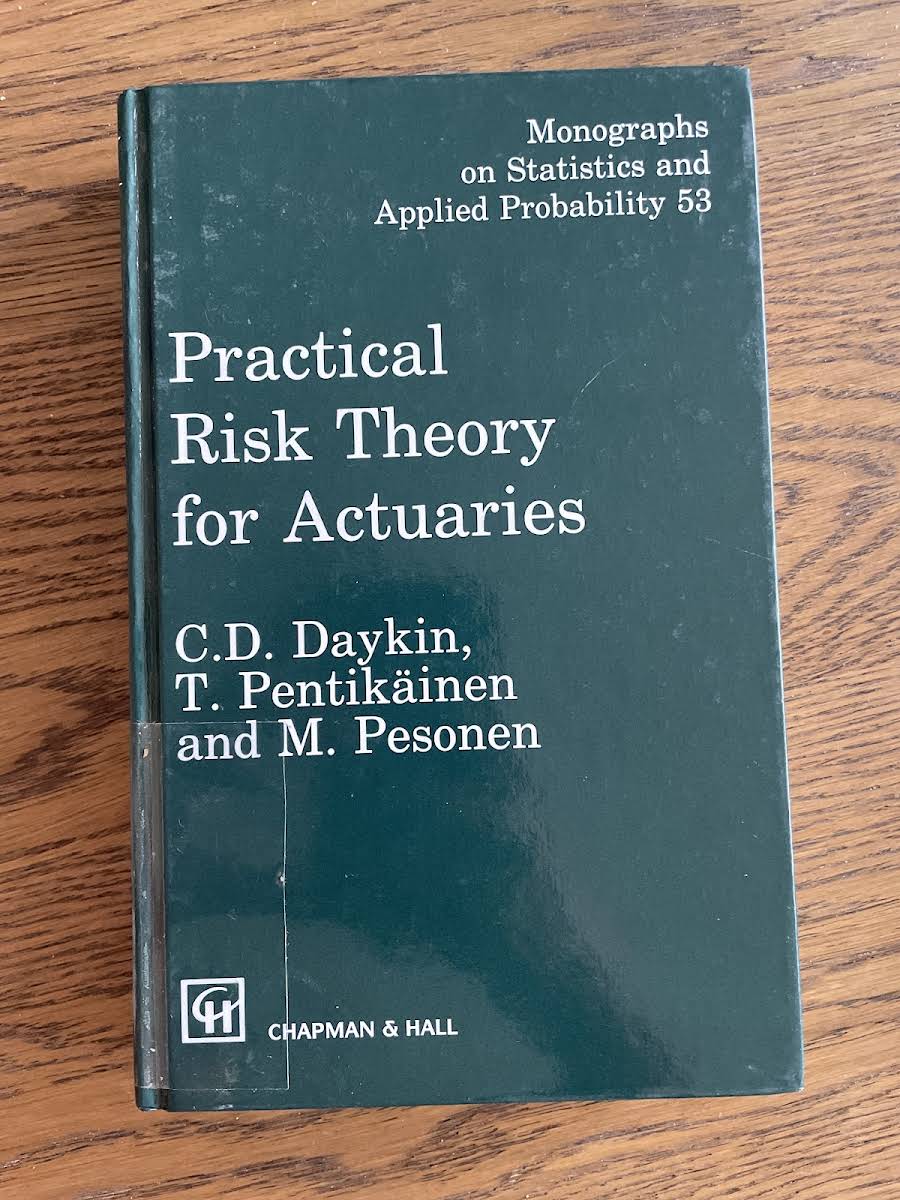 Monographs
on Statistics and
Applied Probability 53
Practical
Risk Theory
for Actuaries
C.D. Daykin,
T. Pentikäinen
and M. Pesonen
CH
CHAPMAN & HALL